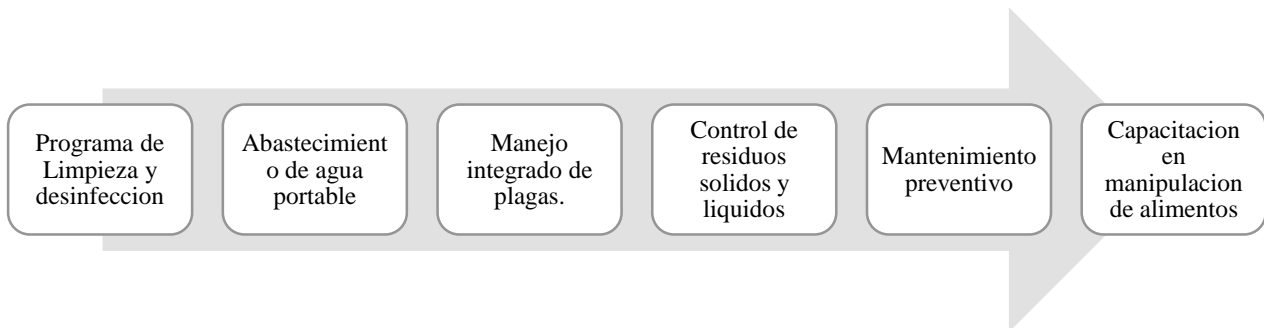 Programa de
Limpieza y
desinfeccion
Abastecimient
o de agua
portable
Manejo
integrado de
plagas.
Control de
residuos
solidos y
liquidos
Mantenimiento
preventivo
Capacitacion
en
manipulacion
de alimentos